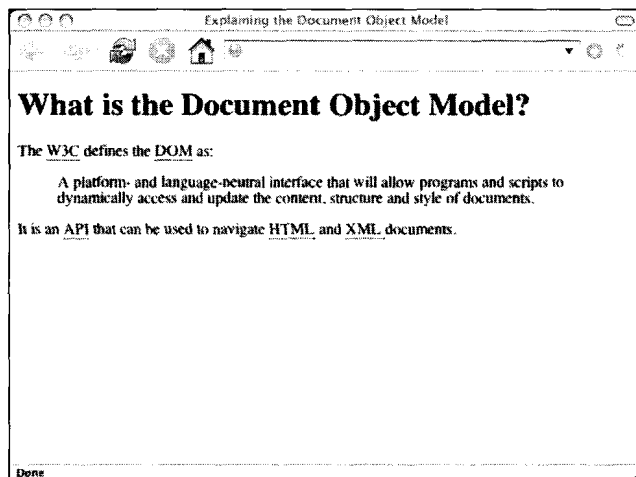 Explaining the Document Object Model
What is the Document Object Model?
The W3C defines the DOM as:
A platform- and language-neutral interface that will allow programs and scripts to
dynamically access and update the content, structure and style of documents.
It is an API that can be used to navigate HTML and XML documents.
Done